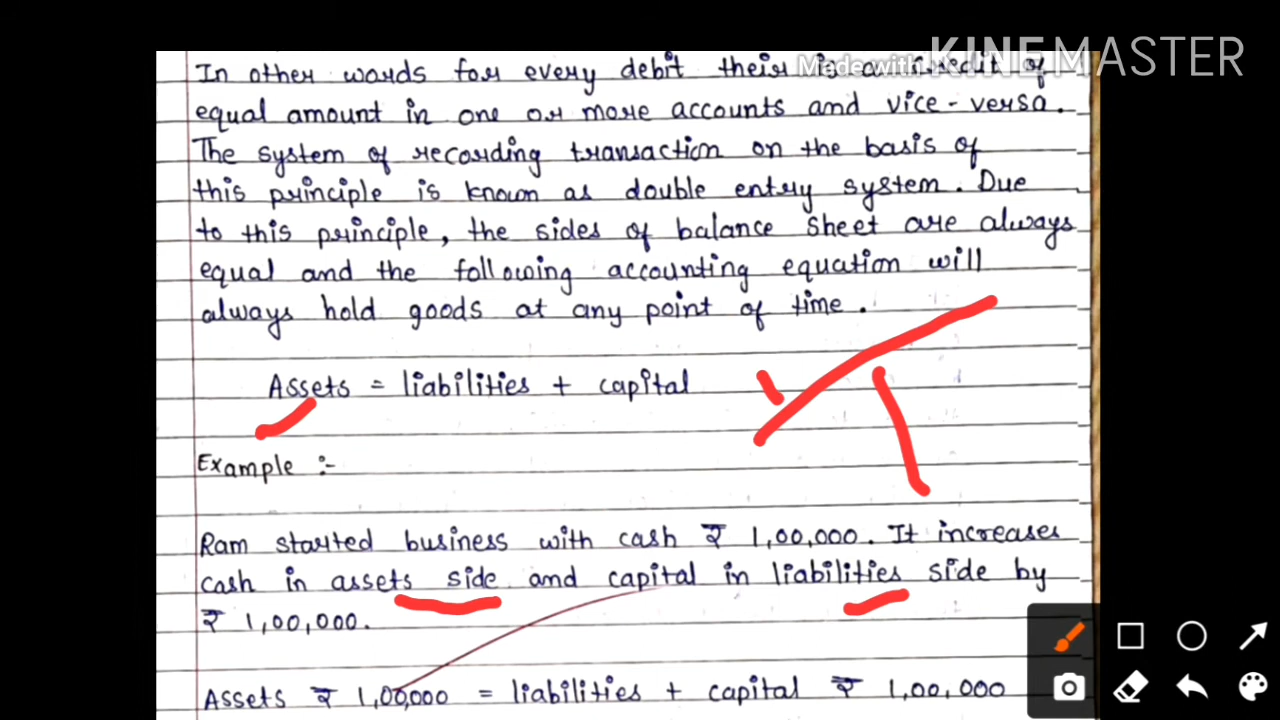 Made with KINEMASTER
In other words for every debit their is a credit of
equal amount in one or more accounts and vice-versa.
The system of recording transaction on the basis of
this principle is known as double entry system. Due
to this principle, the sides of balance sheet are always
equal and the following accounting equation will
always hold goods at any point of time.
Assets = liabilities + capital
Example :-
Ram started business with cash ₹ 1,00,000. It increases
cash in assets side and capital in liabilities side by
₹ 1,00,000.
Assets ₹ 1,00,000 = liabilities + capital ₹ 1,00,000